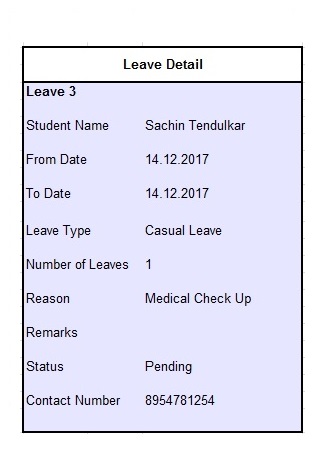 Leave Detail
Leave 3
Student Name Sachin Tendulkar
From Date 14.12.2017
To Date 14.12.2017
Leave Type Casual Leave
Number of Leaves 1
Reason Medical Check Up
Remarks
Status Pending
Contact Number 8954781254